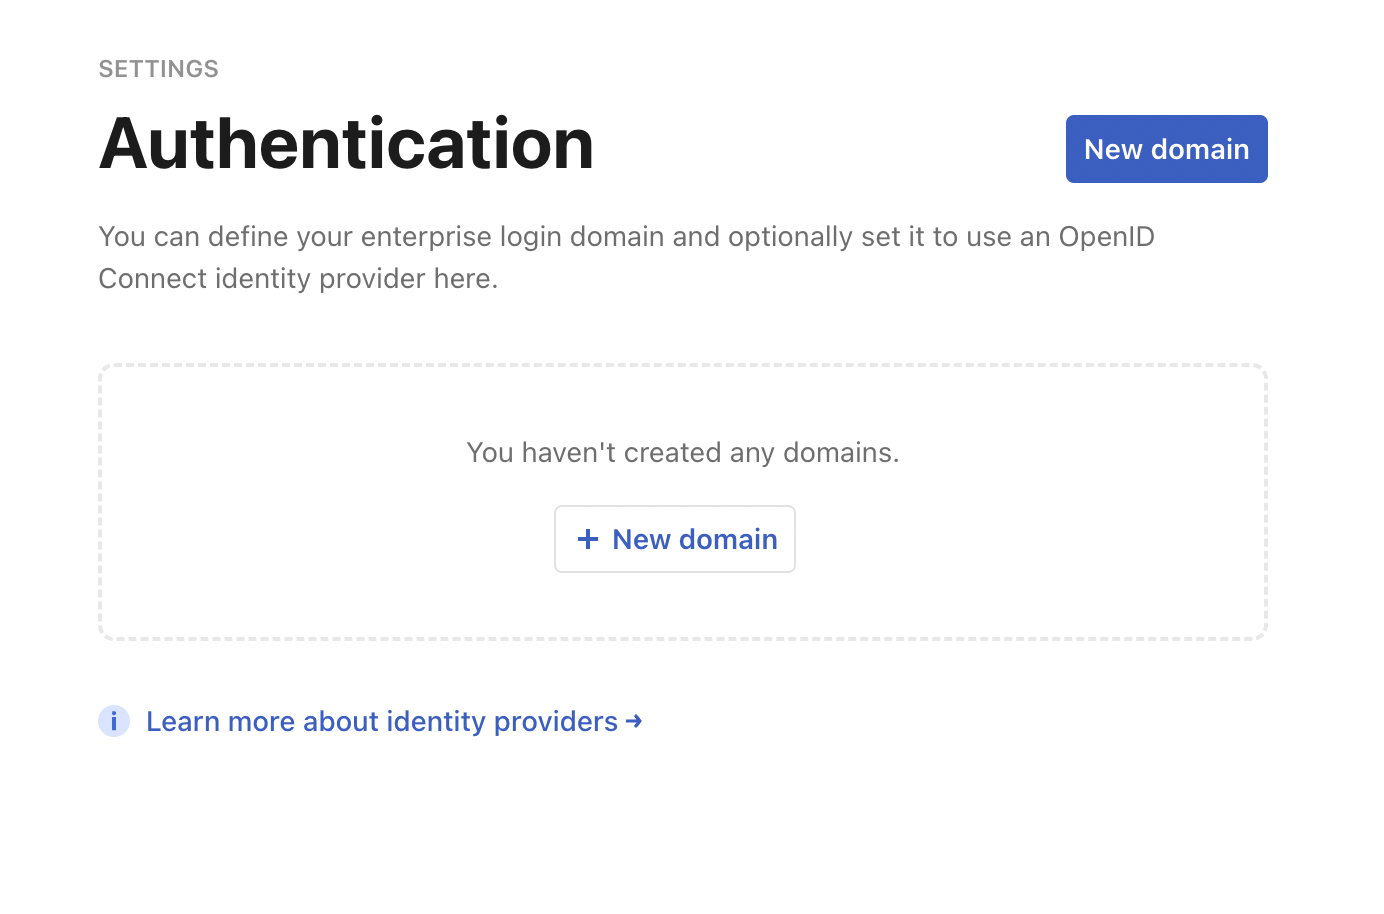 SETTINGS
Authentication
New domain
You can define your enterprise login domain and optionally set it to use an OpenID
Connect identity provider here.
You haven't created any domains.
+ New domain
i Learn more about identity providers →